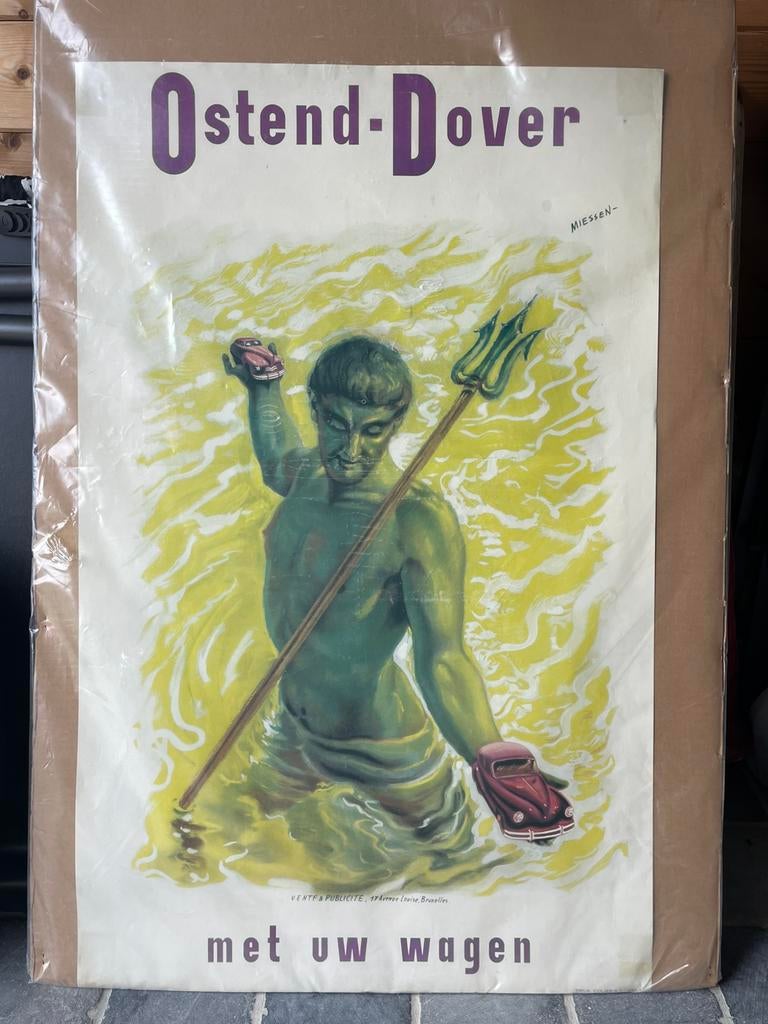 Ostend-Dover
MIESSEN-
VENTE & PUBLICITE, 17 Avenue Louise, Bruxelles.
met uw wagen